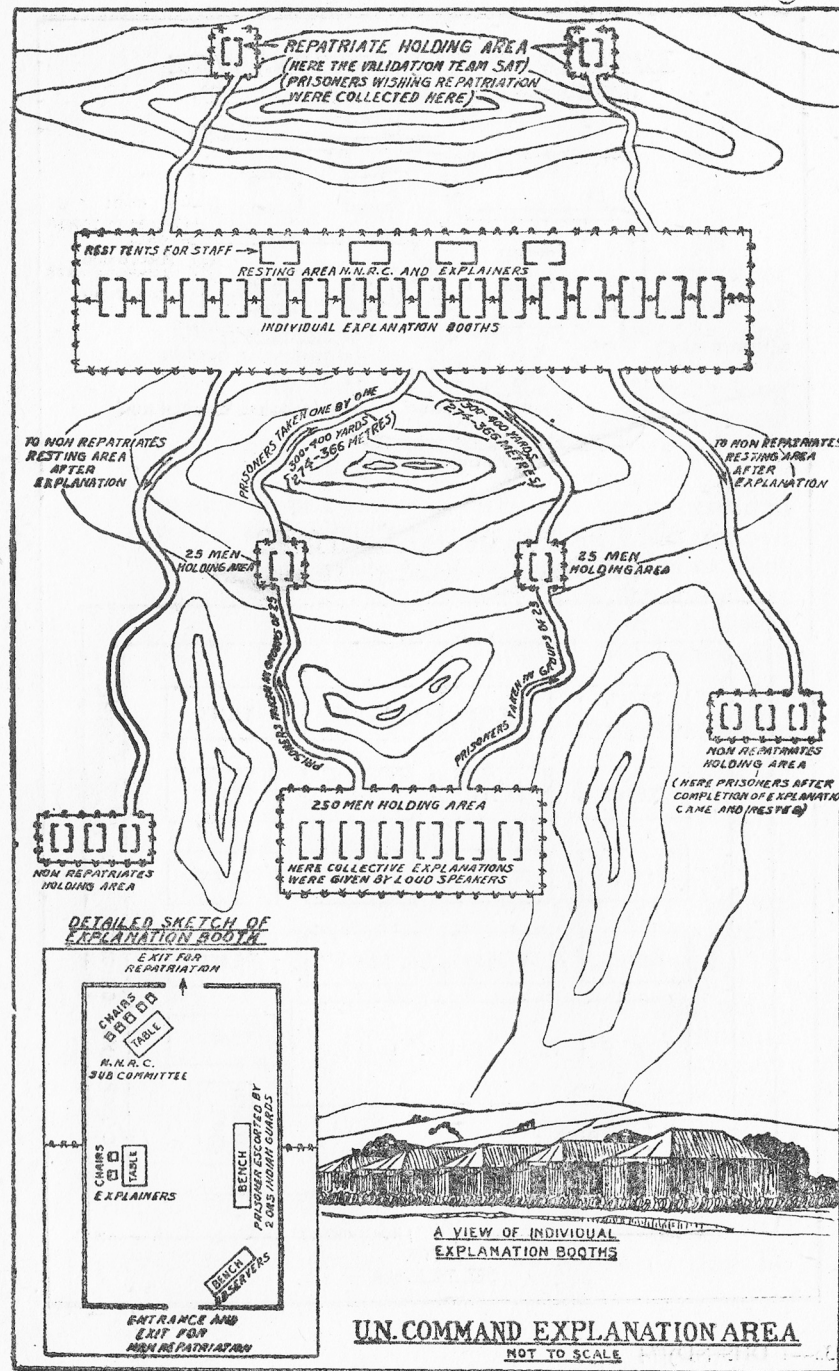 REPATRIATE HOLDING AREA
(HERE THE VALIDATION TEAM SAT)
(PRISONERS WISHING REPATRIATION
WERE COLLECTED HERE)
REST TENTS FOR STAFF
RESTING AREA N.N.R.C. AND EXPLAINERS
INDIVIDUAL EXPLANATION BOOTHS
PRISONERS TAKEN ONE BY ONE
300-400 YARDS
(274-366 METRES)
300-400 YARDS
(274-366 METRES)
TO NON REPATRIATES
RESTING AREA
AFTER
EXPLANATION
TO NON REPATRIATES
RESTING AREA
AFTER
EXPLANATION
25 MEN
HOLDING AREA
25 MEN
HOLDING AREA
PRISONERS TAKEN IN GROUPS OF 25
PRISONERS TAKEN IN GROUPS OF 25
NON REPATRIATES
HOLDING AREA
(HERE PRISONERS AFTER
COMPLETION OF EXPLANATIO
CAME AND RESTED)
250 MEN HOLDING AREA
HERE COLLECTIVE EXPLANATIONS
WERE GIVEN BY LOUD SPEAKERS
NON REPATRIATES
HOLDING AREA
DETAILED SKETCH OF
EXPLANATION BOOTH
EXIT FOR
REPATRIATION
CHAIRS
TABLE
N.N.R.C.
SUB COMMITTEE
CHAIRS
TABLE
EXPLAINERS
BENCH
PRISONER ESCORTED BY
2 ORS INDIAN GUARDS
BENCH
OBSERVERS
ENTRANCE AND
EXIT FOR
NON REPATRIATION
A VIEW OF INDIVIDUAL
EXPLANATION BOOTHS
U.N. COMMAND EXPLANATION AREA
NOT TO SCALE